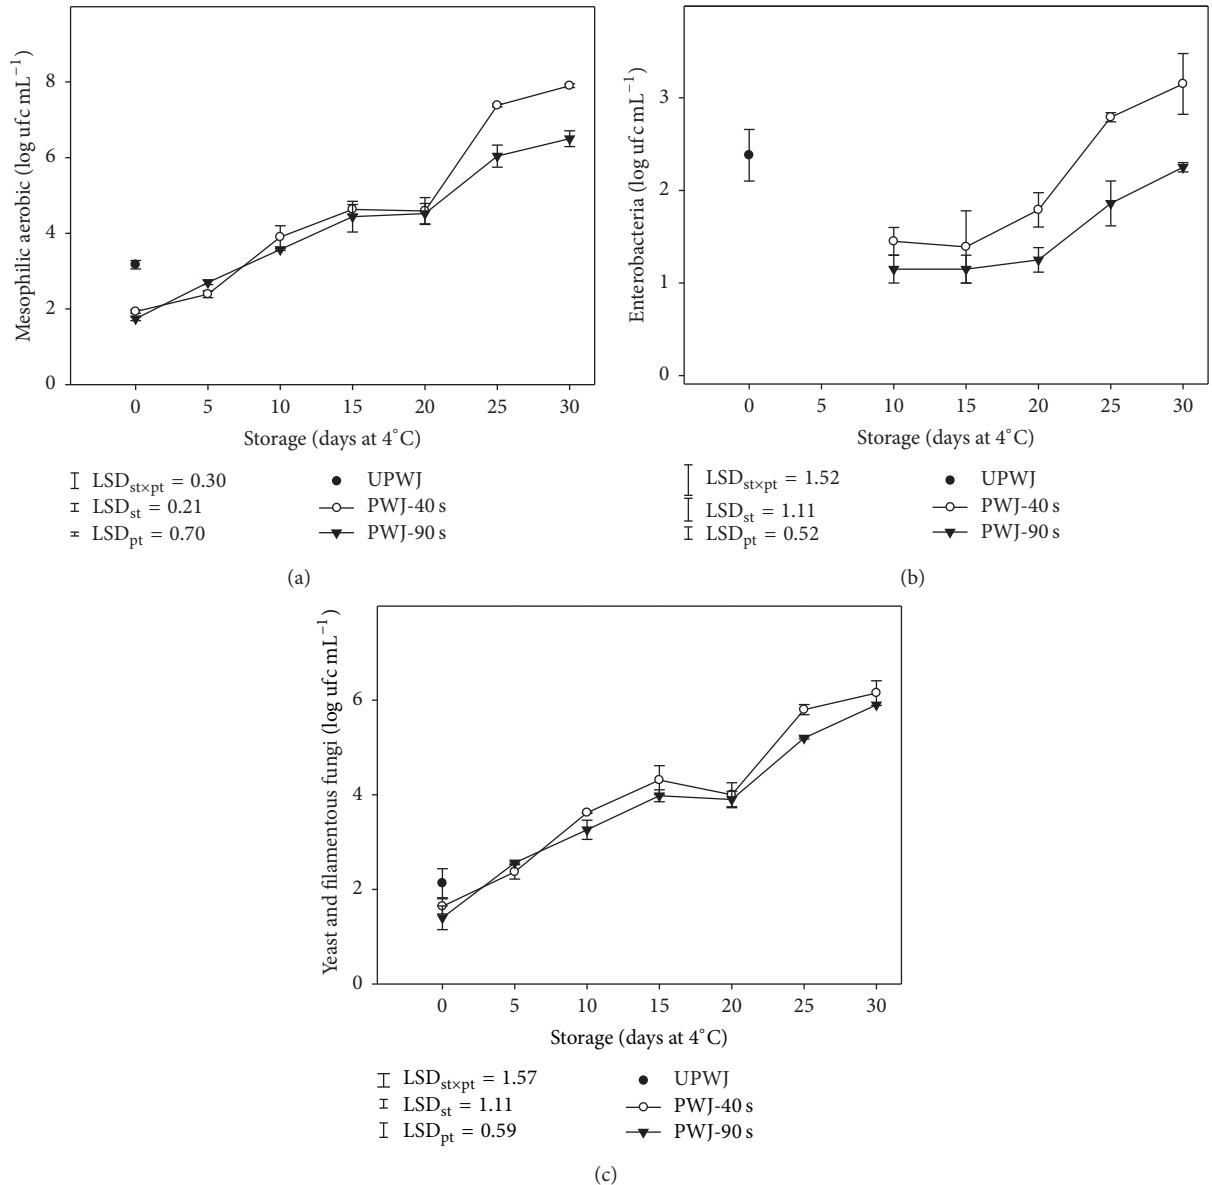 Mesophilic aerobic (log ufc mL⁻¹)
8
6
4
2
0
0 5 10 15 20 25 30
Storage (days at 4°C)
LSDst×pt = 0.30
LSDst = 0.21
LSDpt = 0.70
UPWJ
PWJ-40 s
PWJ-90 s
(a)
Enterobacteria (log ufc mL⁻¹)
3
2
1
0
0 5 10 15 20 25 30
Storage (days at 4°C)
LSDst×pt = 1.52
LSDst = 1.11
LSDpt = 0.52
UPWJ
PWJ-40 s
PWJ-90 s
(b)
Yeast and filamentous fungi (log ufc mL⁻¹)
6
4
2
0
0 5 10 15 20 25 30
Storage (days at 4°C)
LSDst×pt = 1.57
LSDst = 1.11
LSDpt = 0.59
UPWJ
PWJ-40 s
PWJ-90 s
(c)